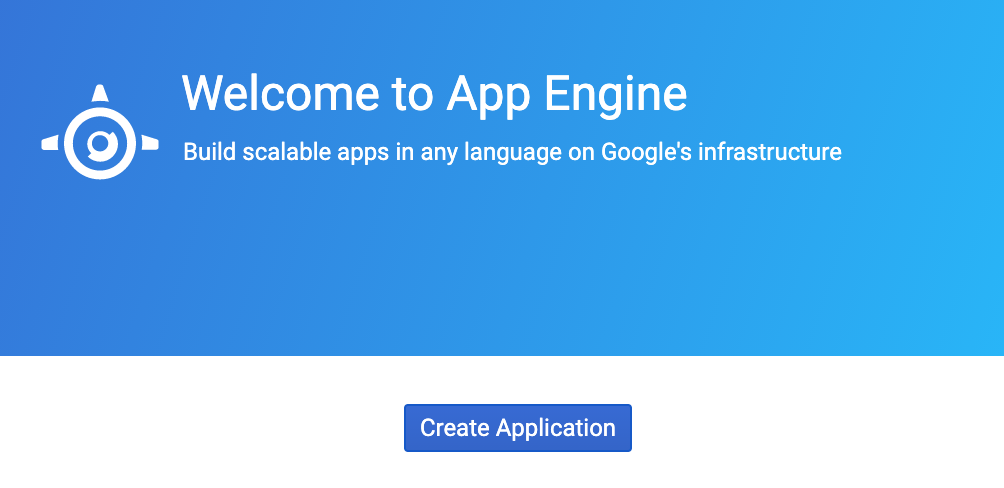 Welcome to App Engine
Build scalable apps in any language on Google's infrastructure
Create Application